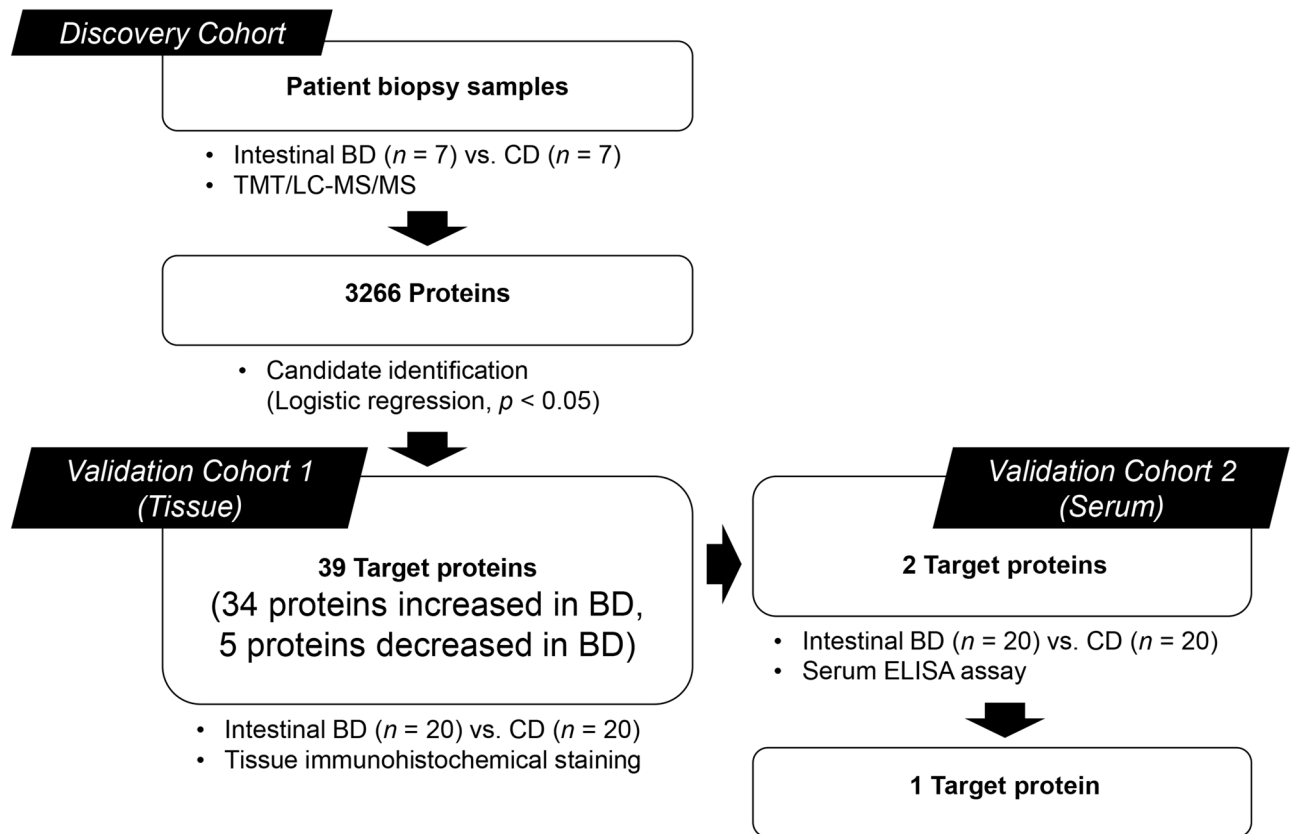 Discovery Cohort
Patient biopsy samples
• Intestinal BD (n = 7) vs. CD (n = 7)
• TMT/LC-MS/MS
3266 Proteins
• Candidate identification
(Logistic regression, p < 0.05)
Validation Cohort 1
(Tissue)
39 Target proteins
(34 proteins increased in BD,
5 proteins decreased in BD)
• Intestinal BD (n = 20) vs. CD (n = 20)
• Tissue immunohistochemical staining
Validation Cohort 2
(Serum)
2 Target proteins
• Intestinal BD (n = 20) vs. CD (n = 20)
• Serum ELISA assay
1 Target protein